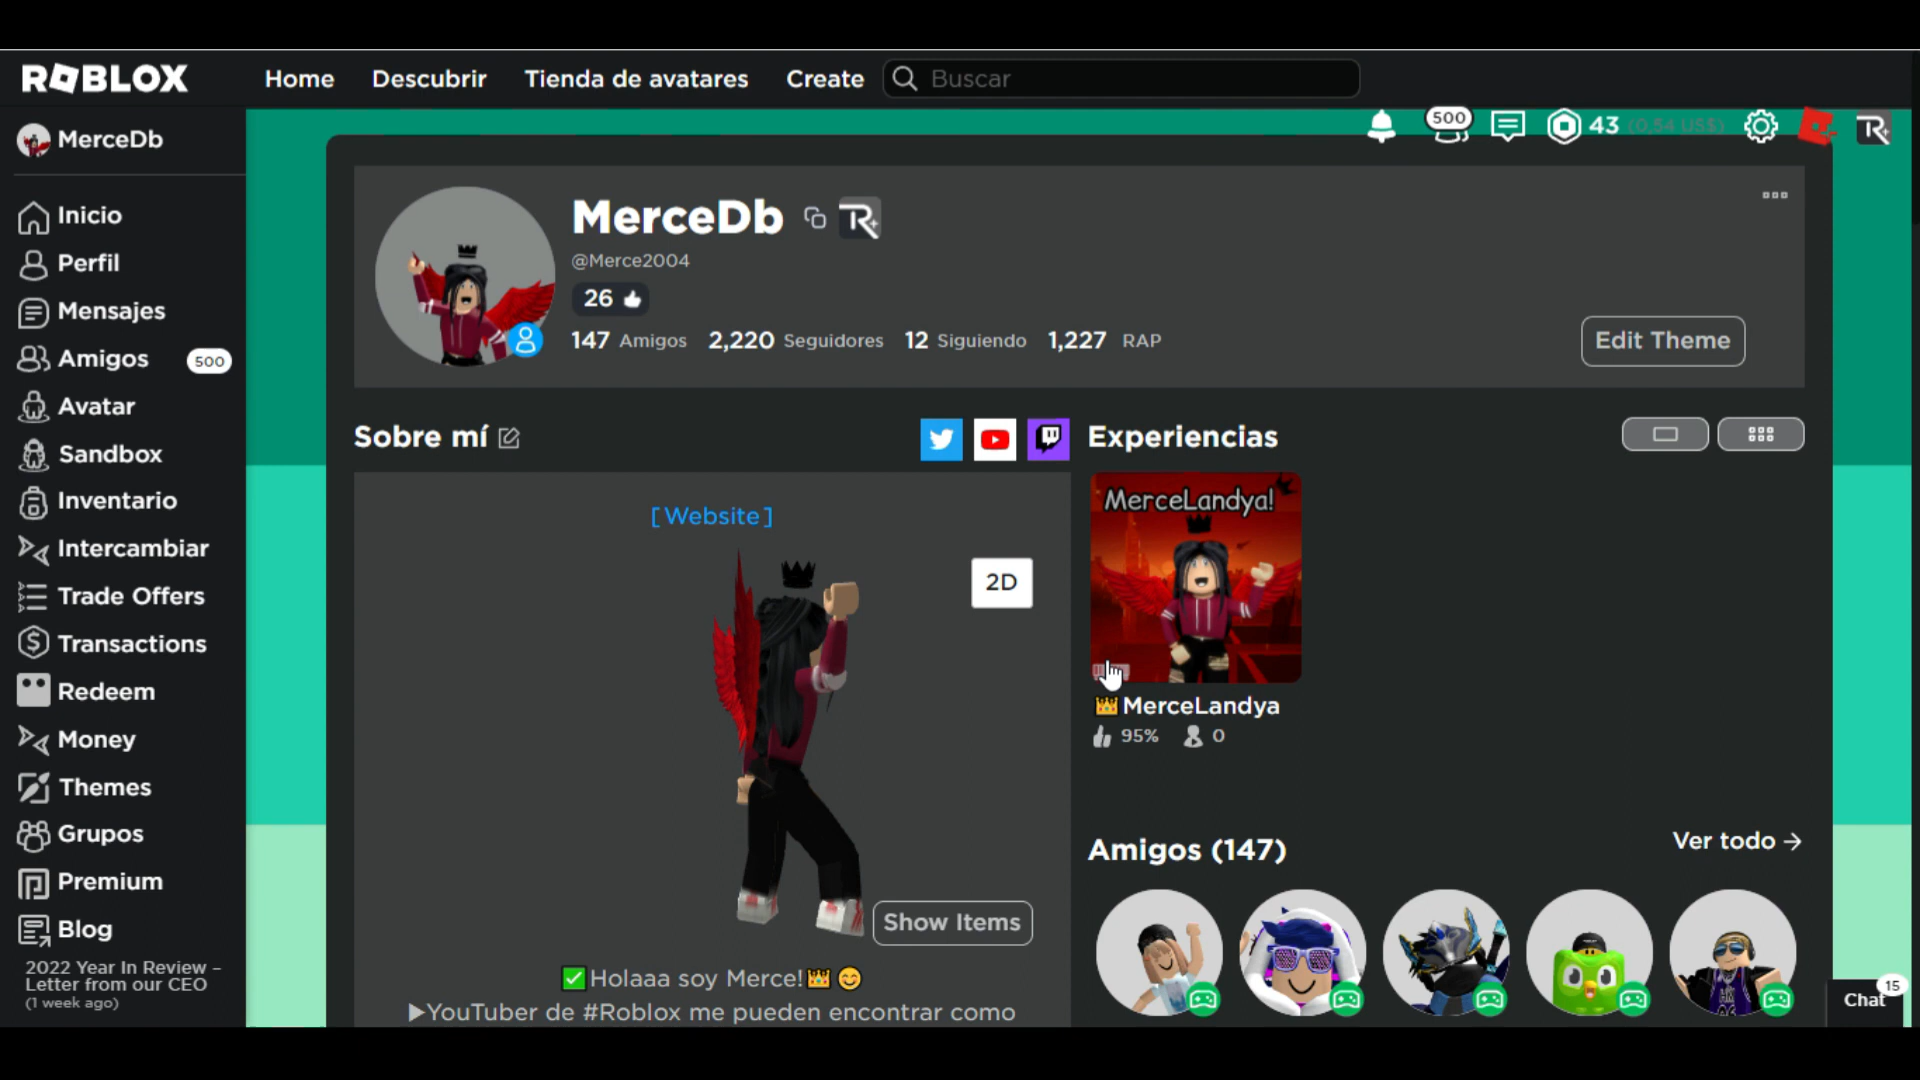 ROBLOX
Home
Descubrir
Tienda de avatares
Create
Buscar
500
43
(0.54 US$)
MerceDb
Inicio
Perfil
Mensajes
Amigos 500
Avatar
Sandbox
Inventario
Intercambiar
Trade Offers
Transactions
Redeem
Money
Themes
Grupos
Premium
Blog
2022 Year In Review –
Letter from our CEO
(1 week ago)
MerceDb
@Merce2004
26
147 Amigos 2,220 Seguidores 12 Siguiendo 1,227 RAP
Edit Theme
Sobre mí
[Website]
2D
Show Items
✅Holaaa soy Merce!👑😊
▶YouTuber de #Roblox me pueden encontrar como
Experiencias
MerceLandya!
👑MerceLandya
95% 0
Amigos (147)
Ver todo →
Chat 15